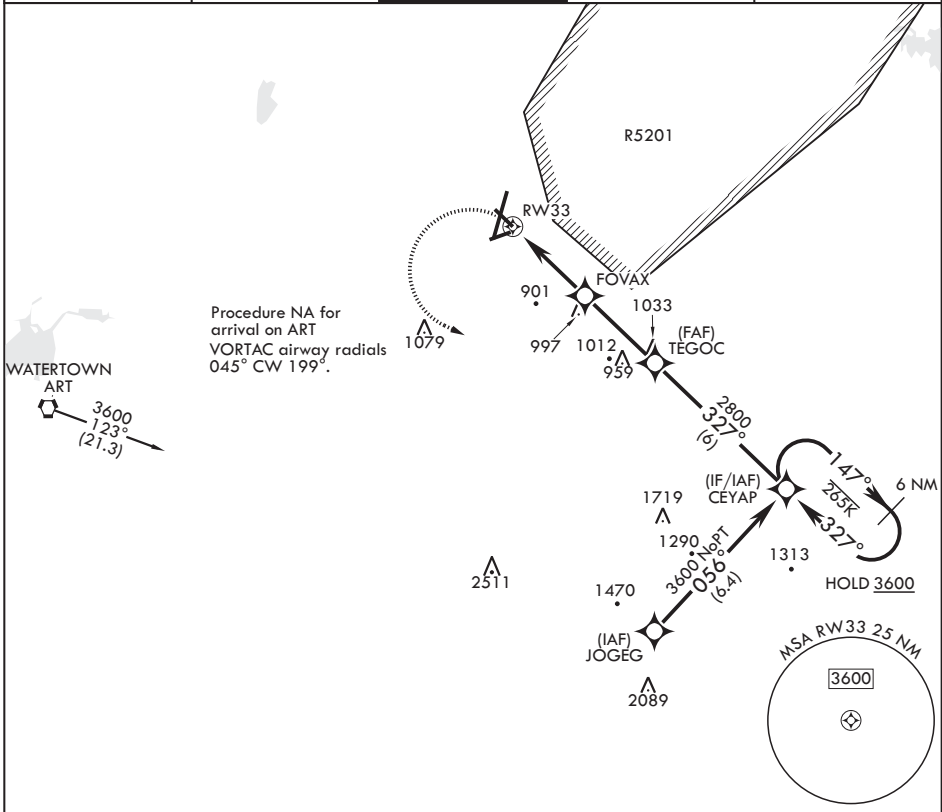 R5201
RW33
FOVAX
901
1033
Procedure NA for
arrival on ART
VORTAC airway radials
045° CW 199°.
1079
997
1012
959
(FAF)
TEGOC
WATERTOWN
ART
3600
123°
(21.3)
2800
327°
(6)
(IF/IAF)
CEYAP
147°
265K
6 NM
327°
HOLD 3600
1719
1290
1313
3600 NoPT
056°
(6.4)
2511
1470
(IAF)
JOGEG
2089
MSA RW33 25 NM
3600